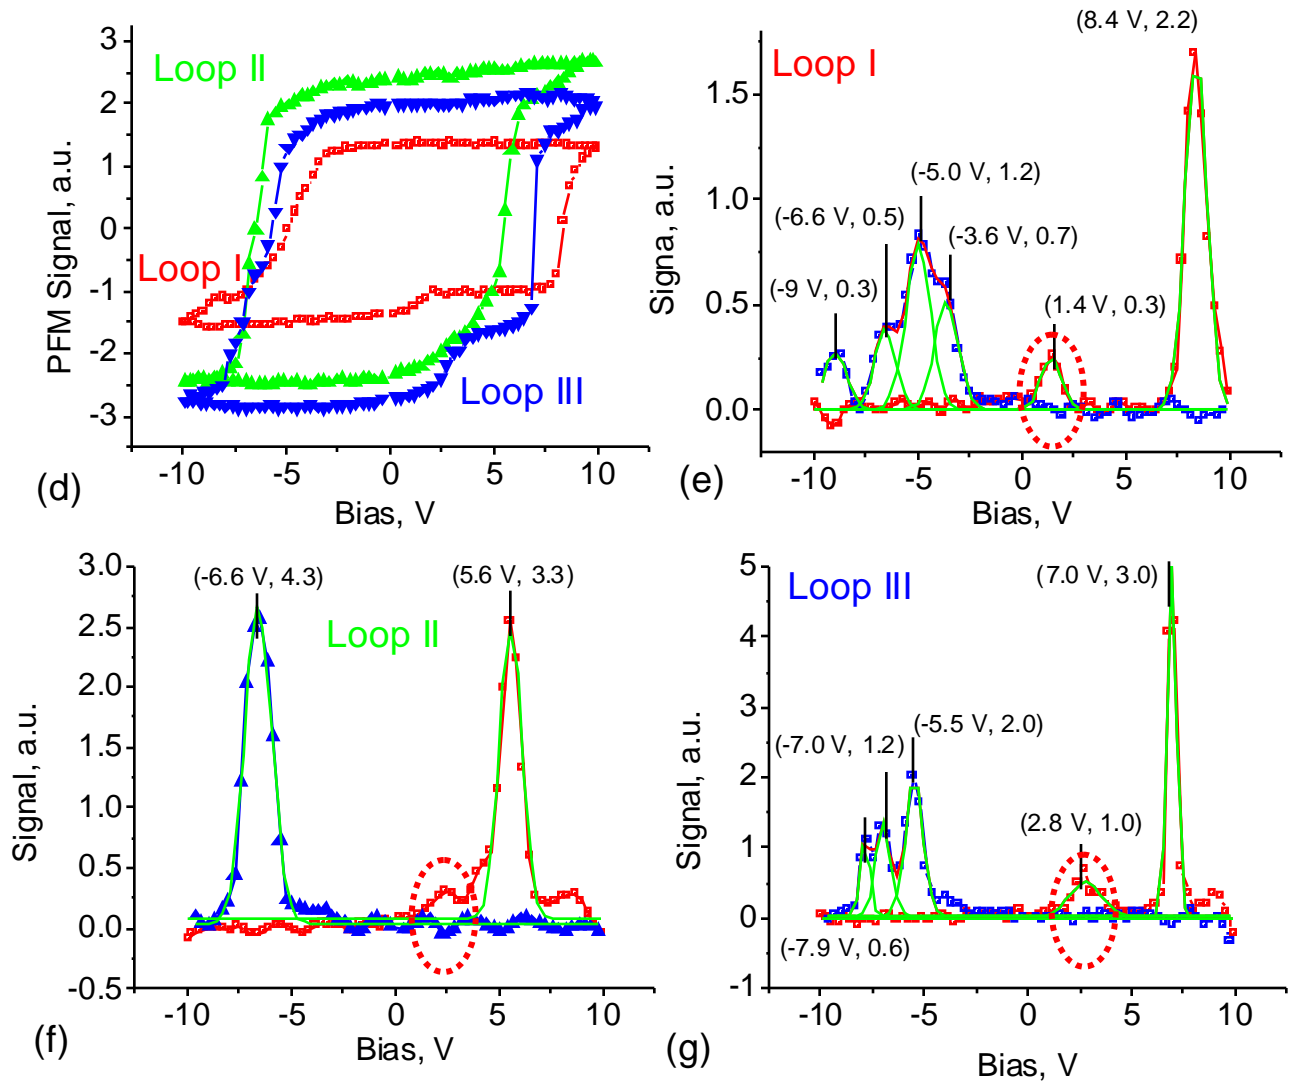 3
2
1
0
-1
-2
-3
PFM Signal, a.u.
Loop II
Loop I
Loop III
-10 -5 0 5 10
Bias, V
(d)
(8.4 V, 2.2)
Loop I
1.5
1.0
0.5
0.0
Signa, a.u.
(-5.0 V, 1.2)
(-6.6 V, 0.5)
(-3.6 V, 0.7)
(-9 V, 0.3)
(1.4 V, 0.3)
-10 -5 0 5 10
Bias, V
(e)
3.0
2.5
2.0
1.5
1.0
0.5
0.0
-0.5
Signal, a.u.
(-6.6 V, 4.3)
(5.6 V, 3.3)
Loop II
-10 -5 0 5 10
Bias, V
(f)
5
4
3
2
1
0
-1
Signal, a.u.
Loop III
(7.0 V, 3.0)
(-7.0 V, 1.2)
(-5.5 V, 2.0)
(2.8 V, 1.0)
(-7.9 V, 0.6)
-10 -5 0 5 10
Bias, V
(g)